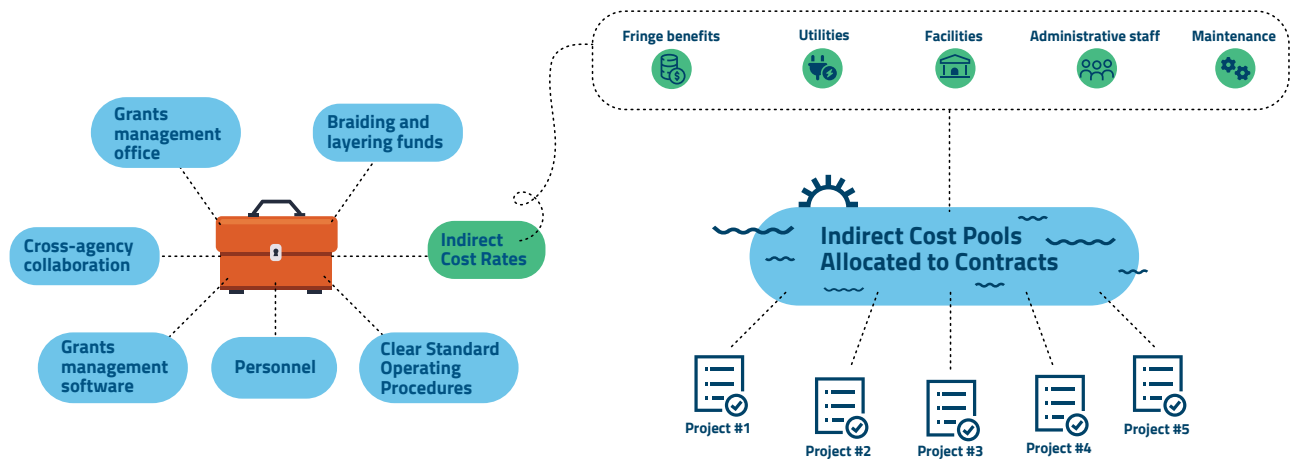 Grants
management
office
Braiding and
layering funds
Cross-agency
collaboration
Indirect
Cost Rates
Grants
management
software
Personnel
Clear Standard
Operating
Procedures
Fringe benefits
Utilities
Facilities
Administrative staff
Maintenance
$
Indirect Cost Pools
Allocated to Contracts
Project #1
Project #2
Project #3
Project #4
Project #5